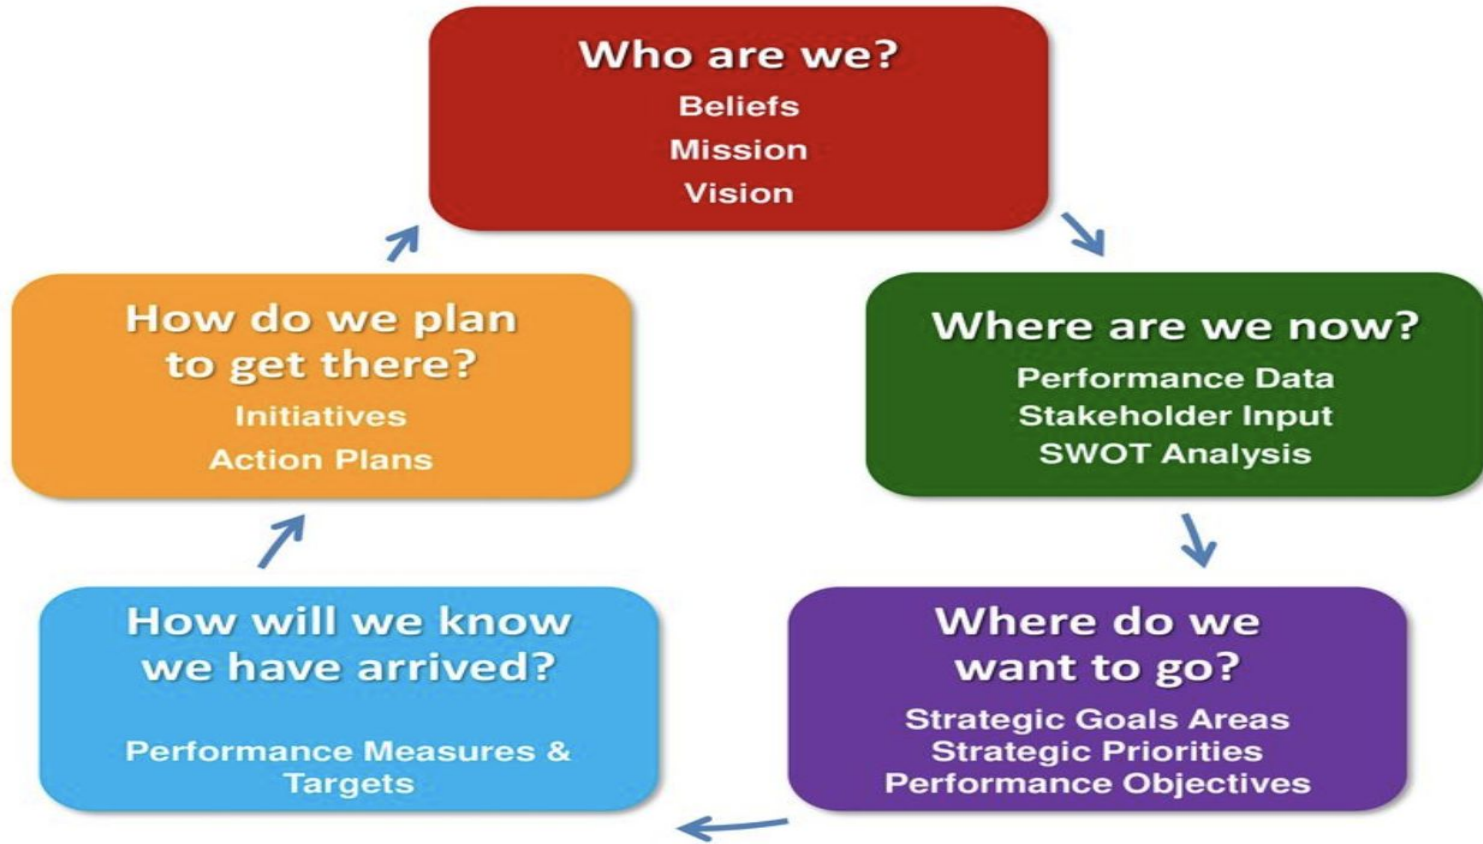 Who are we?
Beliefs
Mission
Vision
Where are we now?
Performance Data
Stakeholder Input
SWOT Analysis
Where do we
want to go?
Strategic Goals Areas
Strategic Priorities
Performance Objectives
How will we know
we have arrived?
Performance Measures &
Targets
How do we plan
to get there?
Initiatives
Action Plans